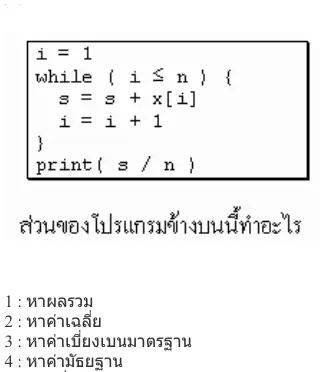 i = 1
while ( i ≤ n ) {
s = s + x[i]
i = i + 1
}
print( s / n )
ส่วนของโปรแกรมข้างบนนี้ทำอะไร
1 : หาผลรวม
2 : หาค่าเฉลี่ย
3 : หาค่าเบี่ยงเบนมาตรฐาน
4 : หาค่ามัธยฐาน